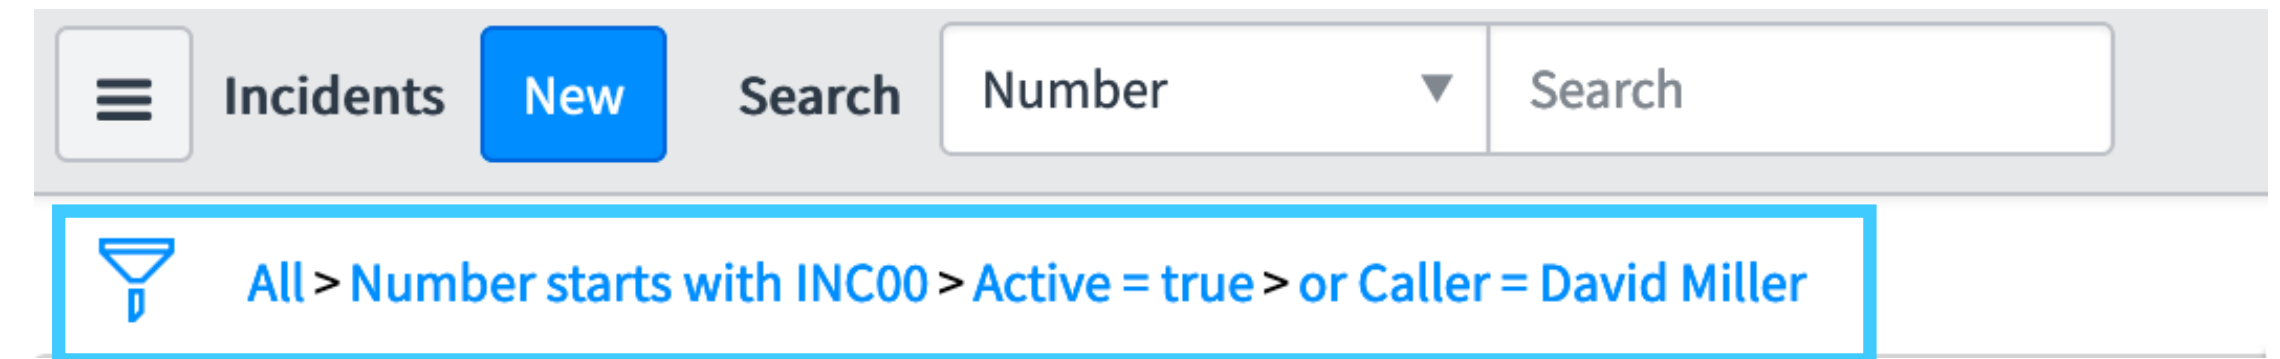 Incidents New Search Number Search
All > Number starts with INC00 > Active = true > or Caller = David Miller